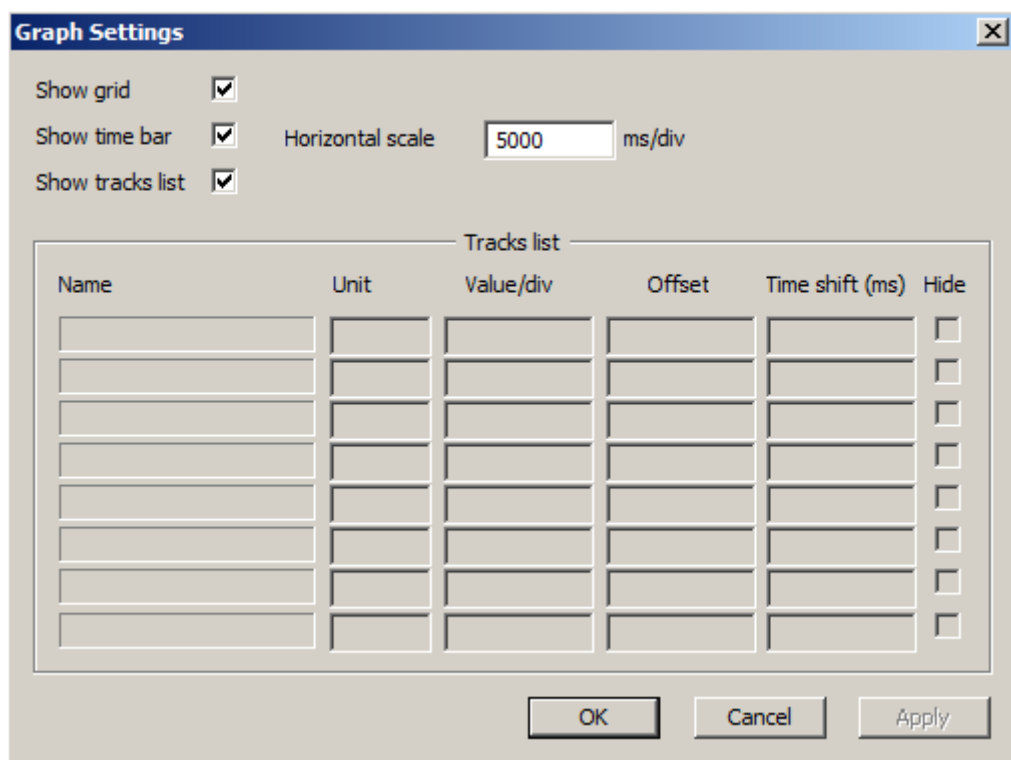 Graph Settings
Show grid
Show time bar Horizontal scale 5000 ms/div
Show tracks list
Tracks list
Name Unit Value/div Offset Time shift (ms) Hide
OK Cancel Apply